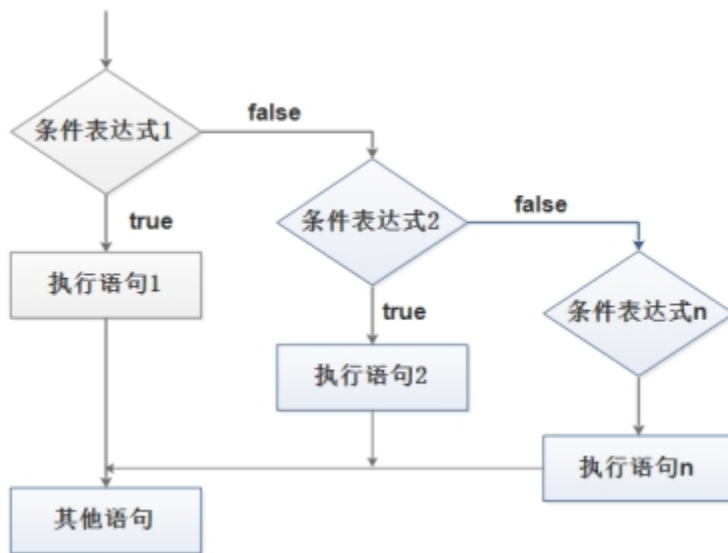 false
条件表达式1
false
true
条件表达式2
执行语句1
true
条件表达式n
执行语句2
执行语句n
其他语句